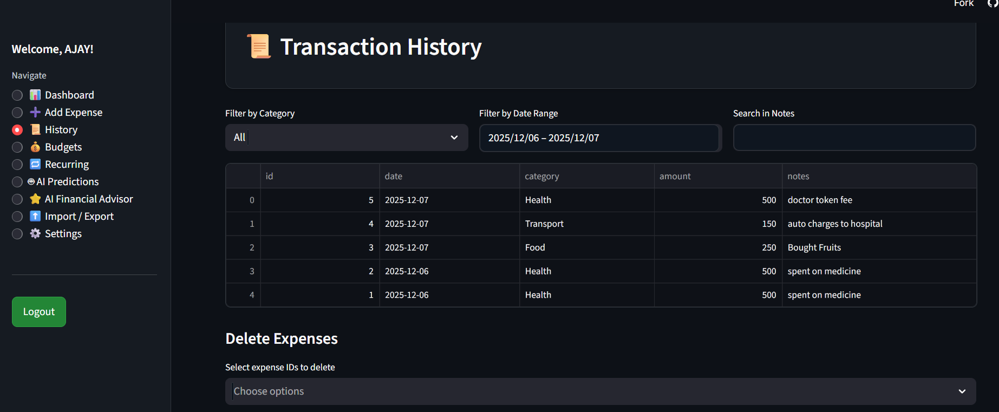 Fork
Welcome, AJAY!
Navigate
Dashboard
Add Expense
History
Budgets
Recurring
AI Predictions
AI Financial Advisor
Import / Export
Settings
Logout
Transaction History
Filter by Category
All
Filter by Date Range
2025/12/06 – 2025/12/07
Search in Notes
id date category amount notes
0 5 2025-12-07 Health 500 doctor token fee
1 4 2025-12-07 Transport 150 auto charges to hospital
2 3 2025-12-07 Food 250 Bought Fruits
3 2 2025-12-06 Health 500 spent on medicine
4 1 2025-12-06 Health 500 spent on medicine
Delete Expenses
Select expense IDs to delete
Choose options